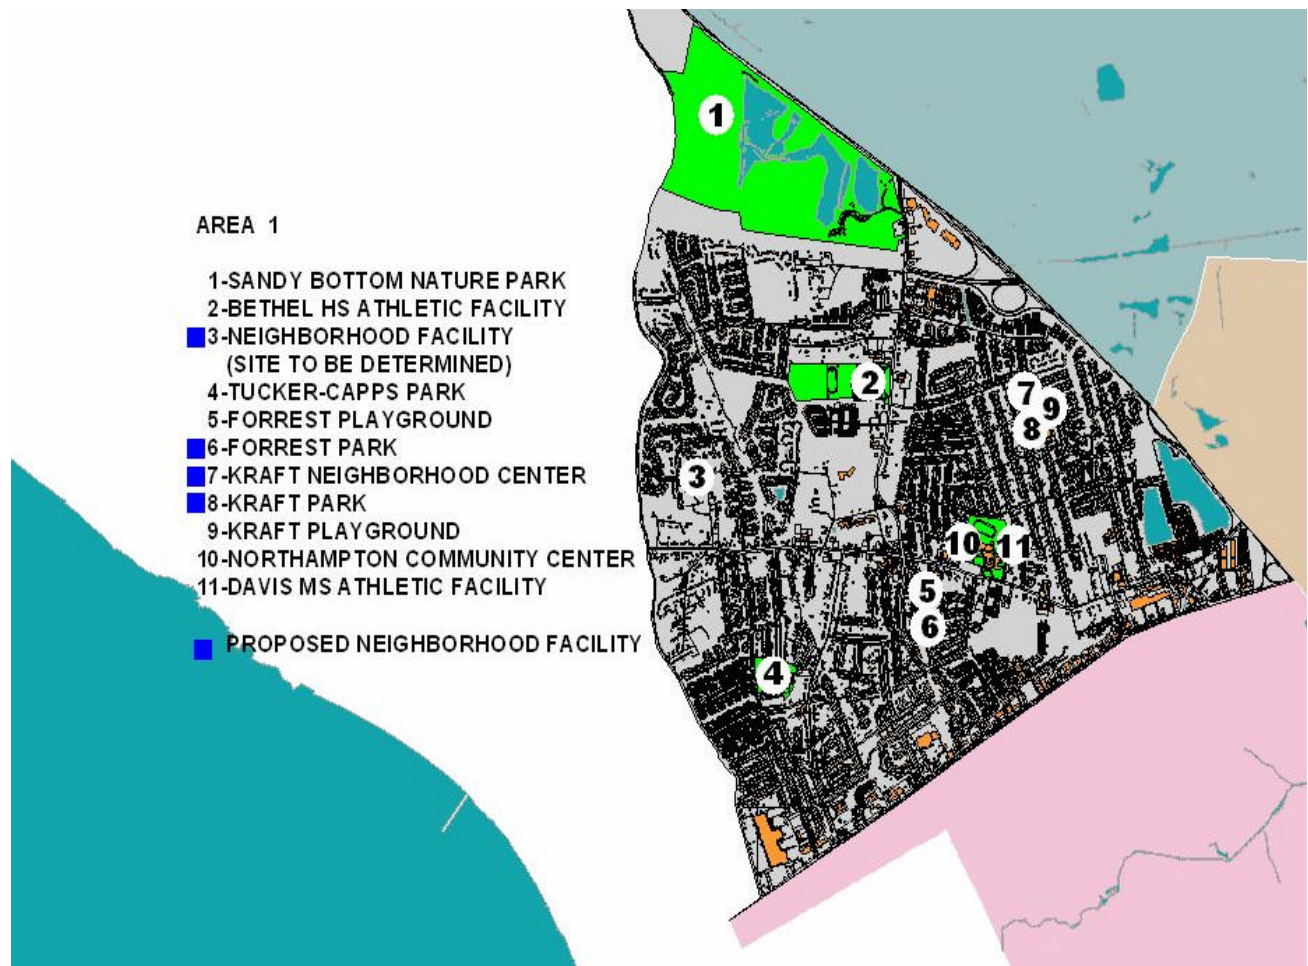 AREA 1
1-SANDY BOTTOM NATURE PARK
2-BETHEL HS ATHLETIC FACILITY
3-NEIGHBORHOOD FACILITY
(SITE TO BE DETERMINED)
4-TUCKER-CAPPS PARK
5-FORREST PLAYGROUND
6-FORREST PARK
7-KRAFT NEIGHBORHOOD CENTER
8-KRAFT PARK
9-KRAFT PLAYGROUND
10-NORTHAMPTON COMMUNITY CENTER
11-DAVIS MS ATHLETIC FACILITY
PROPOSED NEIGHBORHOOD FACILITY
1
2
7
9
8
3
10
11
5
6
4